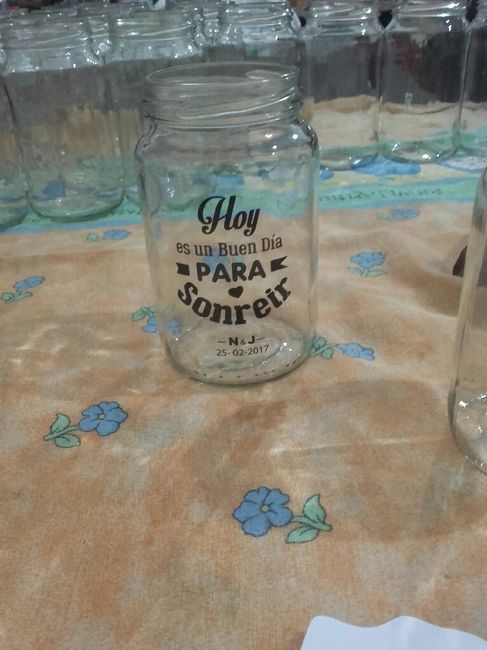 Hoy
es un Buen Día
PARA
Sonreir
N & J
25-02-2017